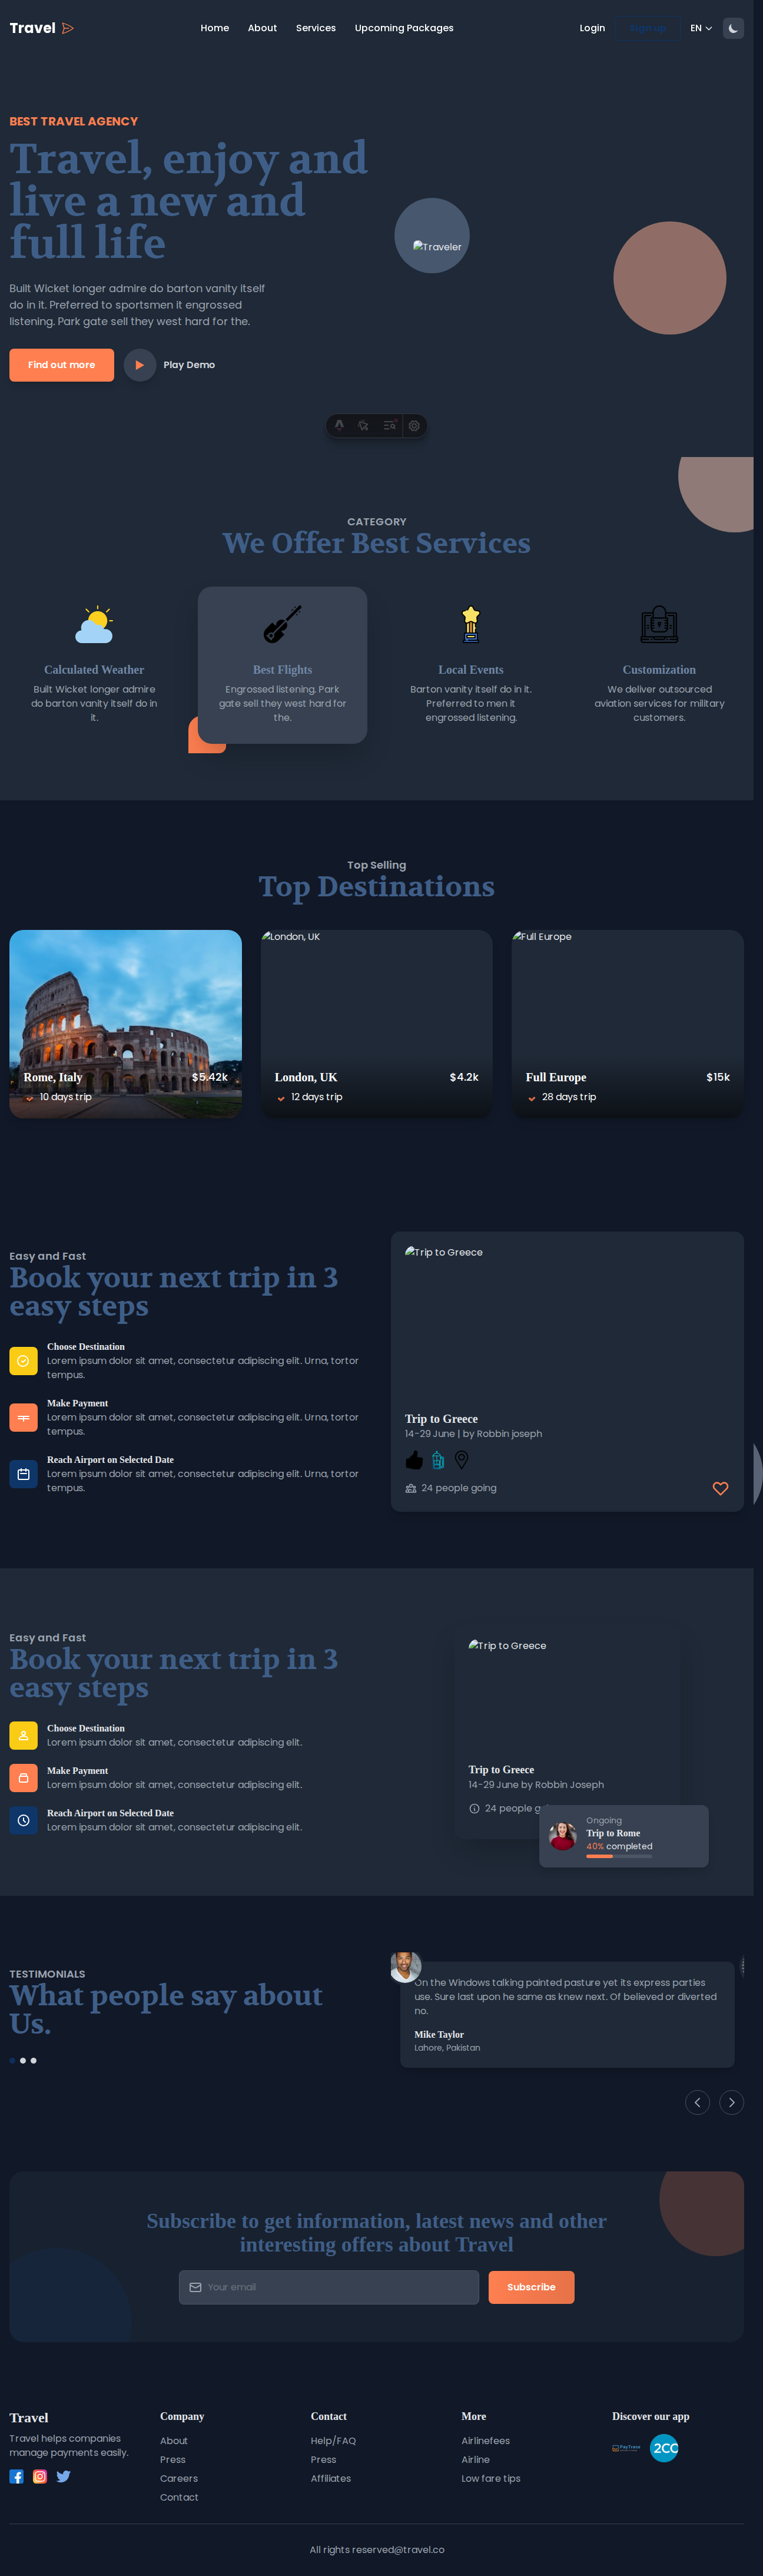 Travel
Home About Services Upcoming Packages
Login Sign up EN
BEST TRAVEL AGENCY
Travel, enjoy and
live a new and
full life
Traveler
Built Wicket longer admire do barton vanity itself
do in it. Preferred to sportsmen it engrossed
listening. Park gate sell they west hard for the.
Find out more Play Demo
CATEGORY
We Offer Best Services
Calculated Weather
Built Wicket longer admire
do barton vanity itself do in
it.
Best Flights
Engrossed listening. Park
gate sell they west hard for
the.
Local Events
Barton vanity itself do in it.
Preferred to men it
engrossed listening.
Customization
We deliver outsourced
aviation services for military
customers.
Top Selling
Top Destinations
Rome, Italy $5.42k
10 days trip
London, UK
London, UK $4.2k
12 days trip
Full Europe
Full Europe $15k
28 days trip
Easy and Fast
Book your next trip in 3
easy steps
Choose Destination
Lorem ipsum dolor sit amet, consectetur adipiscing elit. Urna, tortor
tempus.
Make Payment
Lorem ipsum dolor sit amet, consectetur adipiscing elit. Urna, tortor
tempus.
Reach Airport on Selected Date
Lorem ipsum dolor sit amet, consectetur adipiscing elit. Urna, tortor
tempus.
Trip to Greece
Trip to Greece
14-29 June | by Robbin joseph
24 people going
Easy and Fast
Book your next trip in 3
easy steps
Choose Destination
Lorem ipsum dolor sit amet, consectetur adipiscing elit.
Make Payment
Lorem ipsum dolor sit amet, consectetur adipiscing elit.
Reach Airport on Selected Date
Lorem ipsum dolor sit amet, consectetur adipiscing elit.
Trip to Greece
Trip to Greece
14-29 June by Robbin Joseph
24 people
Ongoing
Trip to Rome
40% completed
TESTIMONIALS
What people say about
Us.
On the Windows talking painted pasture yet its express parties
use. Sure last upon he same as knew next. Of believed or diverted
no.
Mike Taylor
Lahore, Pakistan
Subscribe to get information, latest news and other
interesting offers about Travel
Your email
Subscribe
Travel
Travel helps companies
manage payments easily.
Company
About
Press
Careers
Contact
Contact
Help/FAQ
Press
Affiliates
More
Airlinefees
Airline
Low fare tips
Discover our app
2CO
All rights reserved@travel.co